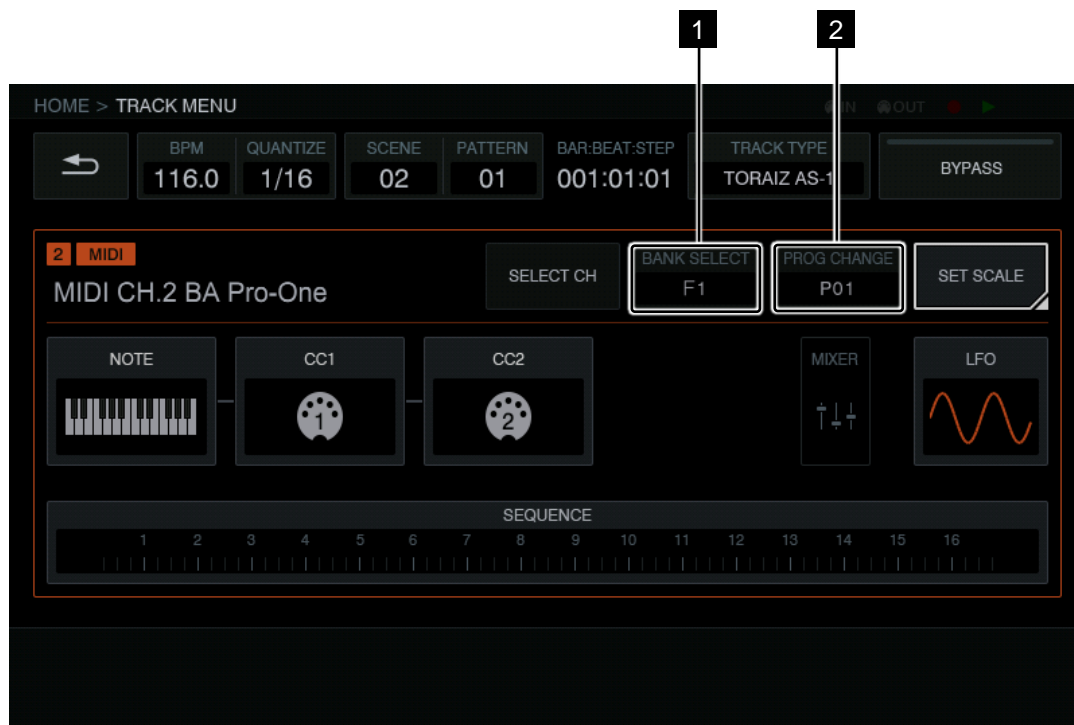 1 2
HOME > TRACK MENU IN OUT
BPM QUANTIZE SCENE PATTERN BAR:BEAT:STEP TRACK TYPE
116.0 1/16 02 01 001:01:01 TORAIZ AS-1
BYPASS
2 MIDI
MIDI CH.2 BA Pro-One
SELECT CH
BANK SELECT
F1
PROG CHANGE
P01
SET SCALE
NOTE CC1 CC2 MIXER LFO
1 2
SEQUENCE
1 2 3 4 5 6 7 8 9 10 11 12 13 14 15 16